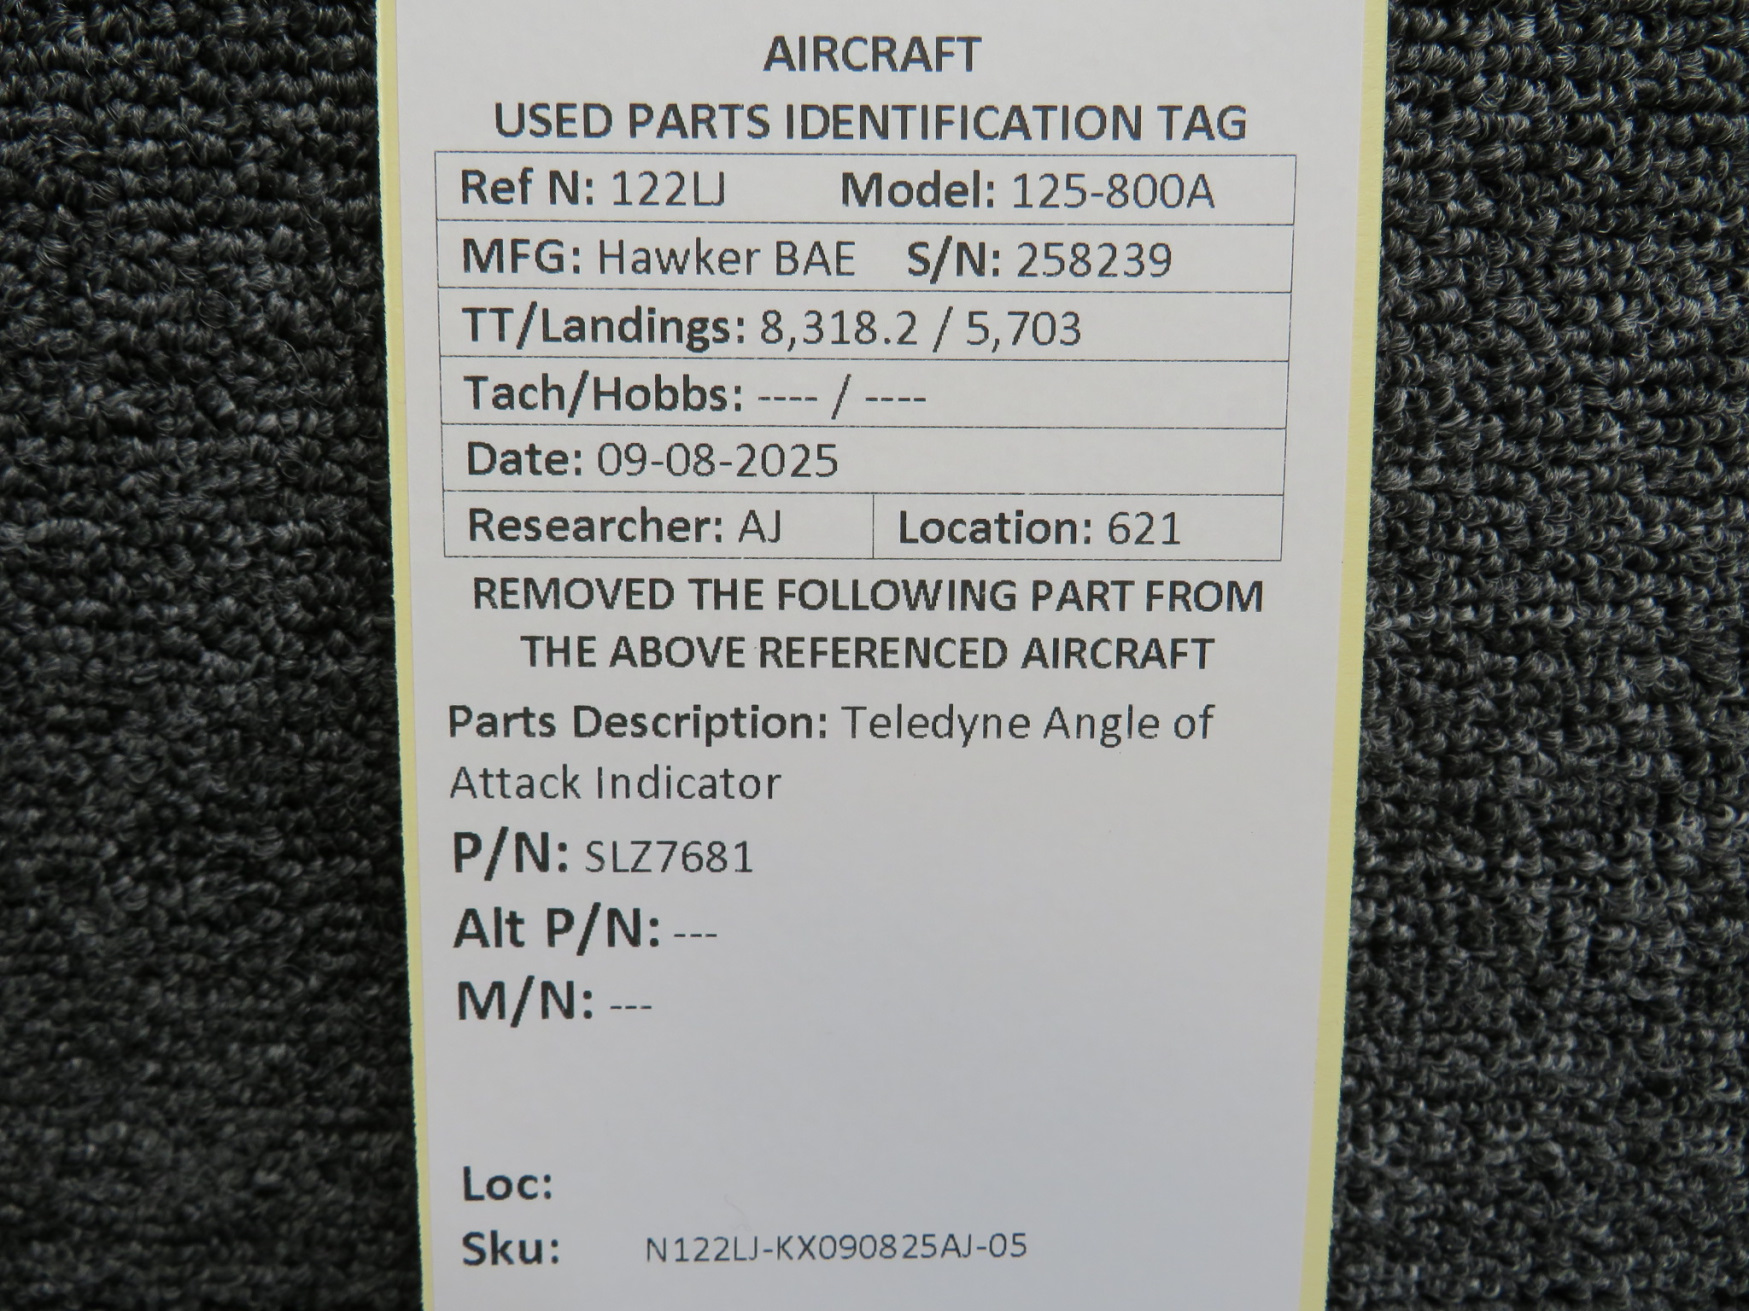 AIRCRAFT
USED PARTS IDENTIFICATION TAG
Ref N: 122LJ Model: 125-800A
MFG: Hawker BAE S/N: 258239
TT/Landings: 8,318.2 / 5,703
Tach/Hobbs: ---- / ----
Date: 09-08-2025
Researcher: AJ Location: 621
REMOVED THE FOLLOWING PART FROM
THE ABOVE REFERENCED AIRCRAFT
Parts Description: Teledyne Angle of
Attack Indicator
P/N: SLZ7681
Alt P/N: ---
M/N: ---
Loc:
Sku: N122LJ-KX090825AJ-05